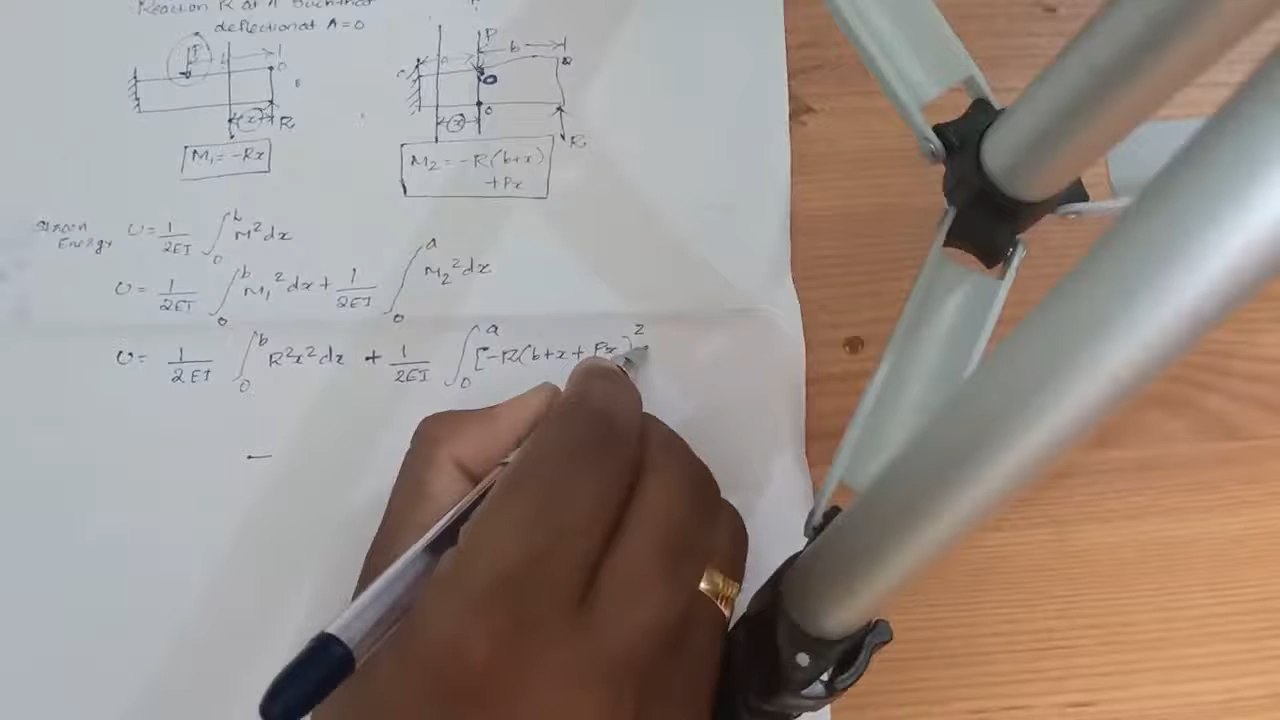 Reaction R at A such that
deflection at A = 0
P
R
M₁ = -Rx
P
b
R
M₂ = -R(b+x)
+Px
Strain
Energy
U = 1/2EI ∫₀ᴸ M² dx
U = 1/2EI ∫₀ᵇ M₁² dx + 1/2EI ∫₀ᵃ M₂² dx
U = 1/2EI ∫₀ᵇ R²x² dx + 1/2EI ∫₀ᵃ [-R(b+x+Px)²